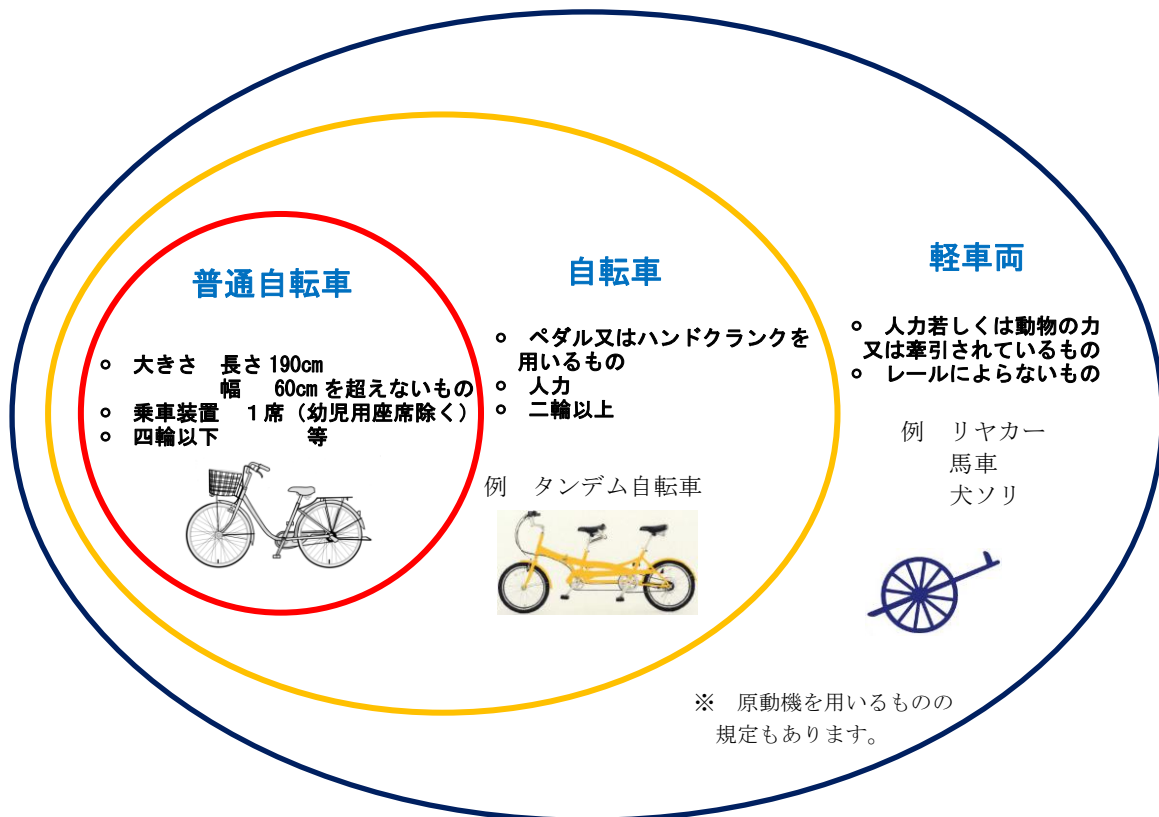 普通自転車
○ 大きさ 長さ 190cm
幅 60cm を超えないもの
○ 乗車装置 1席（幼児用座席除く）
○ 四輪以下 等
自転車
○ ペダル又はハンドクランクを
用いるもの
○ 人力
○ 二輪以上
例 タンデム自転車
軽車両
○ 人力若しくは動物の力
又は牽引されているもの
○ レールによらないもの
例 リヤカー
馬車
犬ソリ
※ 原動機を用いるものの
規定もあります。